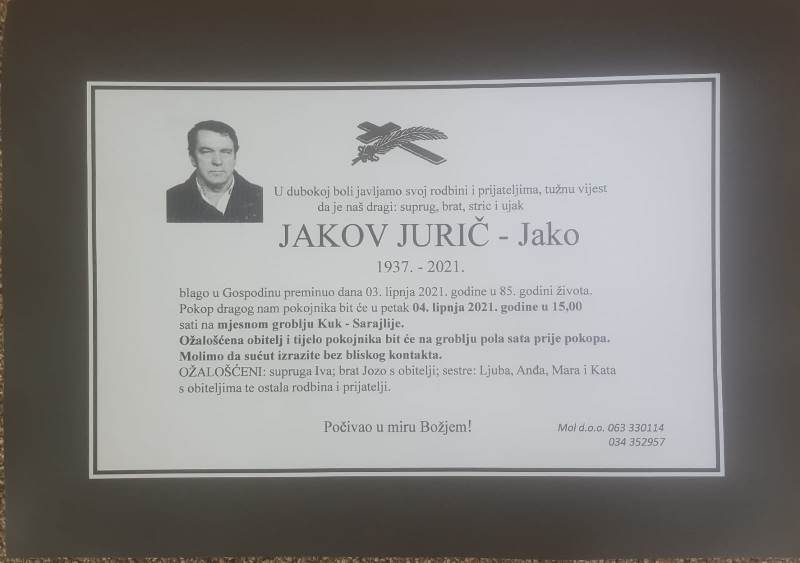 U dubokoj boli javljamo svoj rodbini i prijateljima, tužnu vijest
da je naš dragi: suprug, brat, stric i ujak
JAKOV JURIČ - Jako
1937. - 2021.
blago u Gospodinu preminuo dana 03. lipnja 2021. godine u 85. godini života.
Pokop dragog nam pokojnika bit će u petak 04. lipnja 2021. godine u 15,00
sati na mjesnom groblju Kuk - Sarajlije.
Ožalošćena obitelj i tijelo pokojnika bit će na groblju pola sata prije pokopa.
Molimo da sućut izrazite bez bliskog kontakta.
OŽALOŠĆENI: supruga Iva; brat Jozo s obitelji; sestre: Ljuba, Anđa, Mara i Kata
s obiteljima te ostala rodbina i prijatelji.
Počivao u miru Božjem!
Mol d.o.o. 063 330114
034 352957